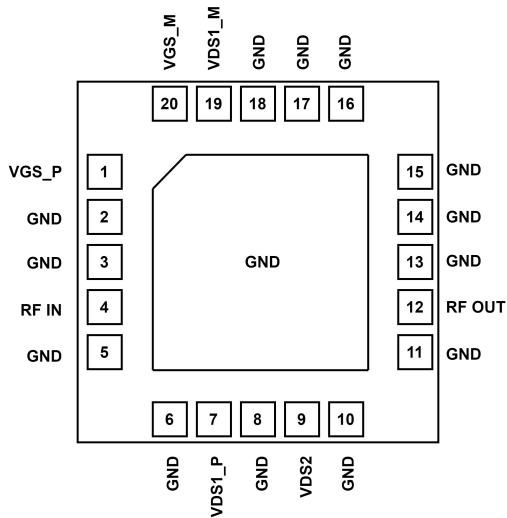 VGS_M VDS1_M GND GND GND
20 19 18 17 16
VGS_P 1 15 GND
GND 2 14 GND
GND 3 GND 13 GND
RF IN 4 12 RF OUT
GND 5 11 GND
6 7 8 9 10
GND VDS1_P GND VDS2 GND